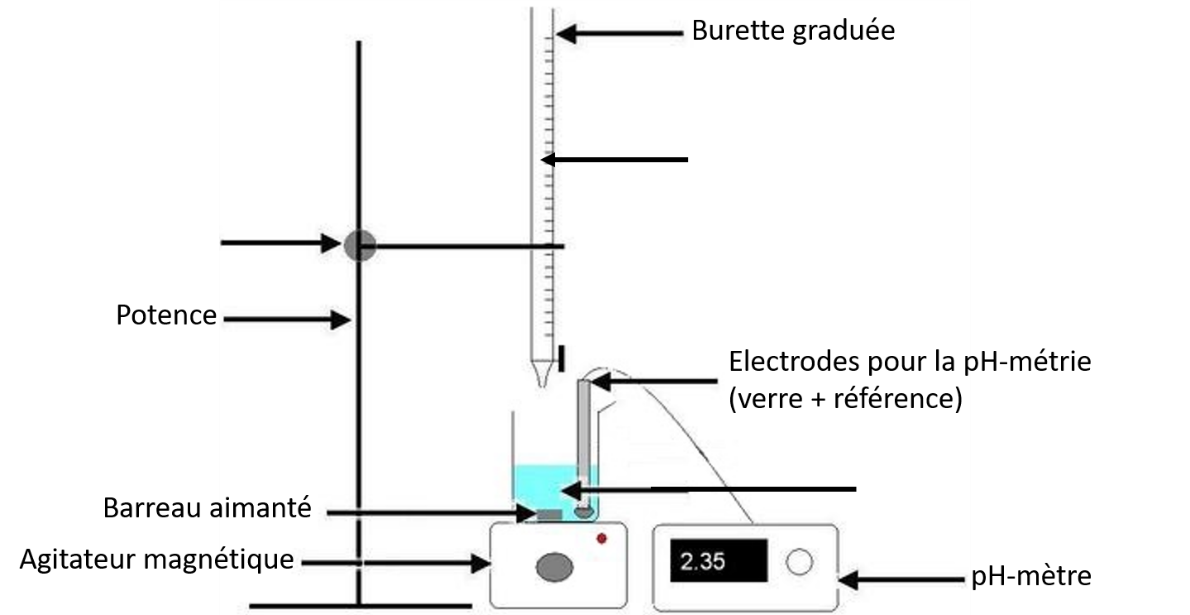 Burette graduée
Potence
Electrodes pour la pH-métrie
(verre + référence)
Barreau aimanté
Agitateur magnétique
2.35
pH-mètre